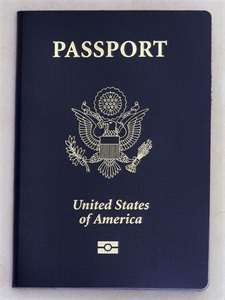 PASSPORT
United States
of America